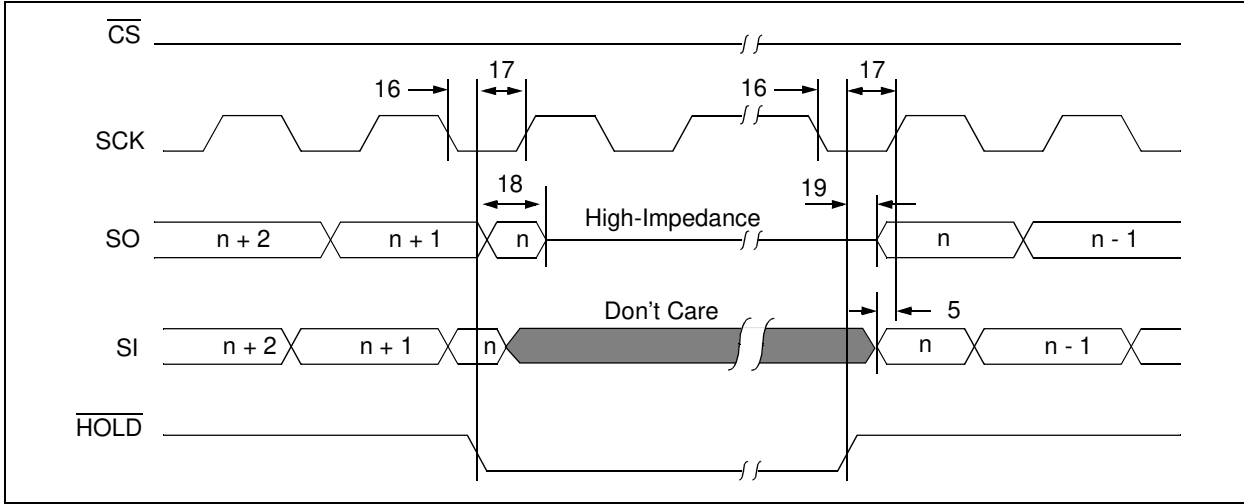 CS
16
17
16
17
SCK
18
19
High-Impedance
SO
n + 2
n + 1
n
n
n - 1
Don't Care
5
SI
n + 2
n + 1
n
n
n - 1
HOLD